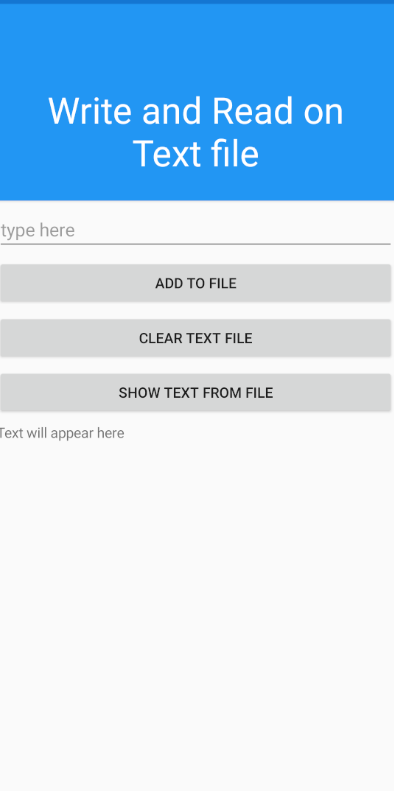 Write and Read on
Text file
type here
ADD TO FILE
CLEAR TEXT FILE
SHOW TEXT FROM FILE
Text will appear here